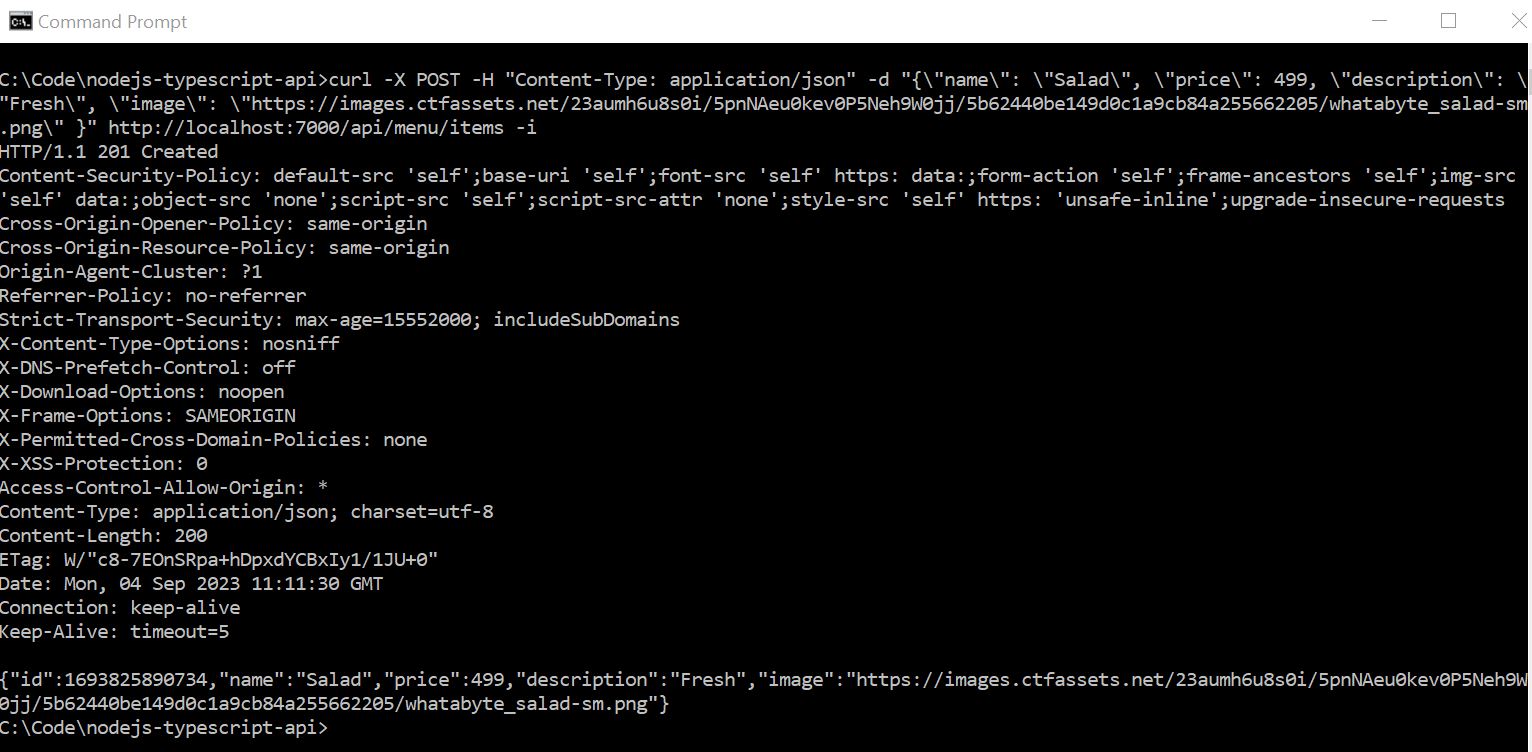 Command Prompt
C:\Code\nodejs-typescript-api>curl -X POST -H "Content-Type: application/json" -d "{\"name\": \"Salad\", \"price\": 499, \"description\": \
"Fresh\", \"image\": \"https://images.ctfassets.net/23aumh6u8s0i/5pnNAeu0kev0P5Neh9W0jj/5b62440be149d0c1a9cb84a255662205/whatabyte_salad-sm
.png\" }" http://localhost:7000/api/menu/items -i
HTTP/1.1 201 Created
Content-Security-Policy: default-src 'self';base-uri 'self';font-src 'self' https: data:;form-action 'self';frame-ancestors 'self';img-src
'self' data:;object-src 'none';script-src 'self';script-src-attr 'none';style-src 'self' https: 'unsafe-inline';upgrade-insecure-requests
Cross-Origin-Opener-Policy: same-origin
Cross-Origin-Resource-Policy: same-origin
Origin-Agent-Cluster: ?1
Referrer-Policy: no-referrer
Strict-Transport-Security: max-age=15552000; includeSubDomains
X-Content-Type-Options: nosniff
X-DNS-Prefetch-Control: off
X-Download-Options: noopen
X-Frame-Options: SAMEORIGIN
X-Permitted-Cross-Domain-Policies: none
X-XSS-Protection: 0
Access-Control-Allow-Origin: *
Content-Type: application/json; charset=utf-8
Content-Length: 200
ETag: W/"c8-7EOnSRpa+hDpxdYCBxIy1/1JU+0"
Date: Mon, 04 Sep 2023 11:11:30 GMT
Connection: keep-alive
Keep-Alive: timeout=5
{"id":1693825890734,"name":"Salad","price":499,"description":"Fresh","image":"https://images.ctfassets.net/23aumh6u8s0i/5pnNAeu0kev0P5Neh9W
0jj/5b62440be149d0c1a9cb84a255662205/whatabyte_salad-sm.png"}
C:\Code\nodejs-typescript-api>